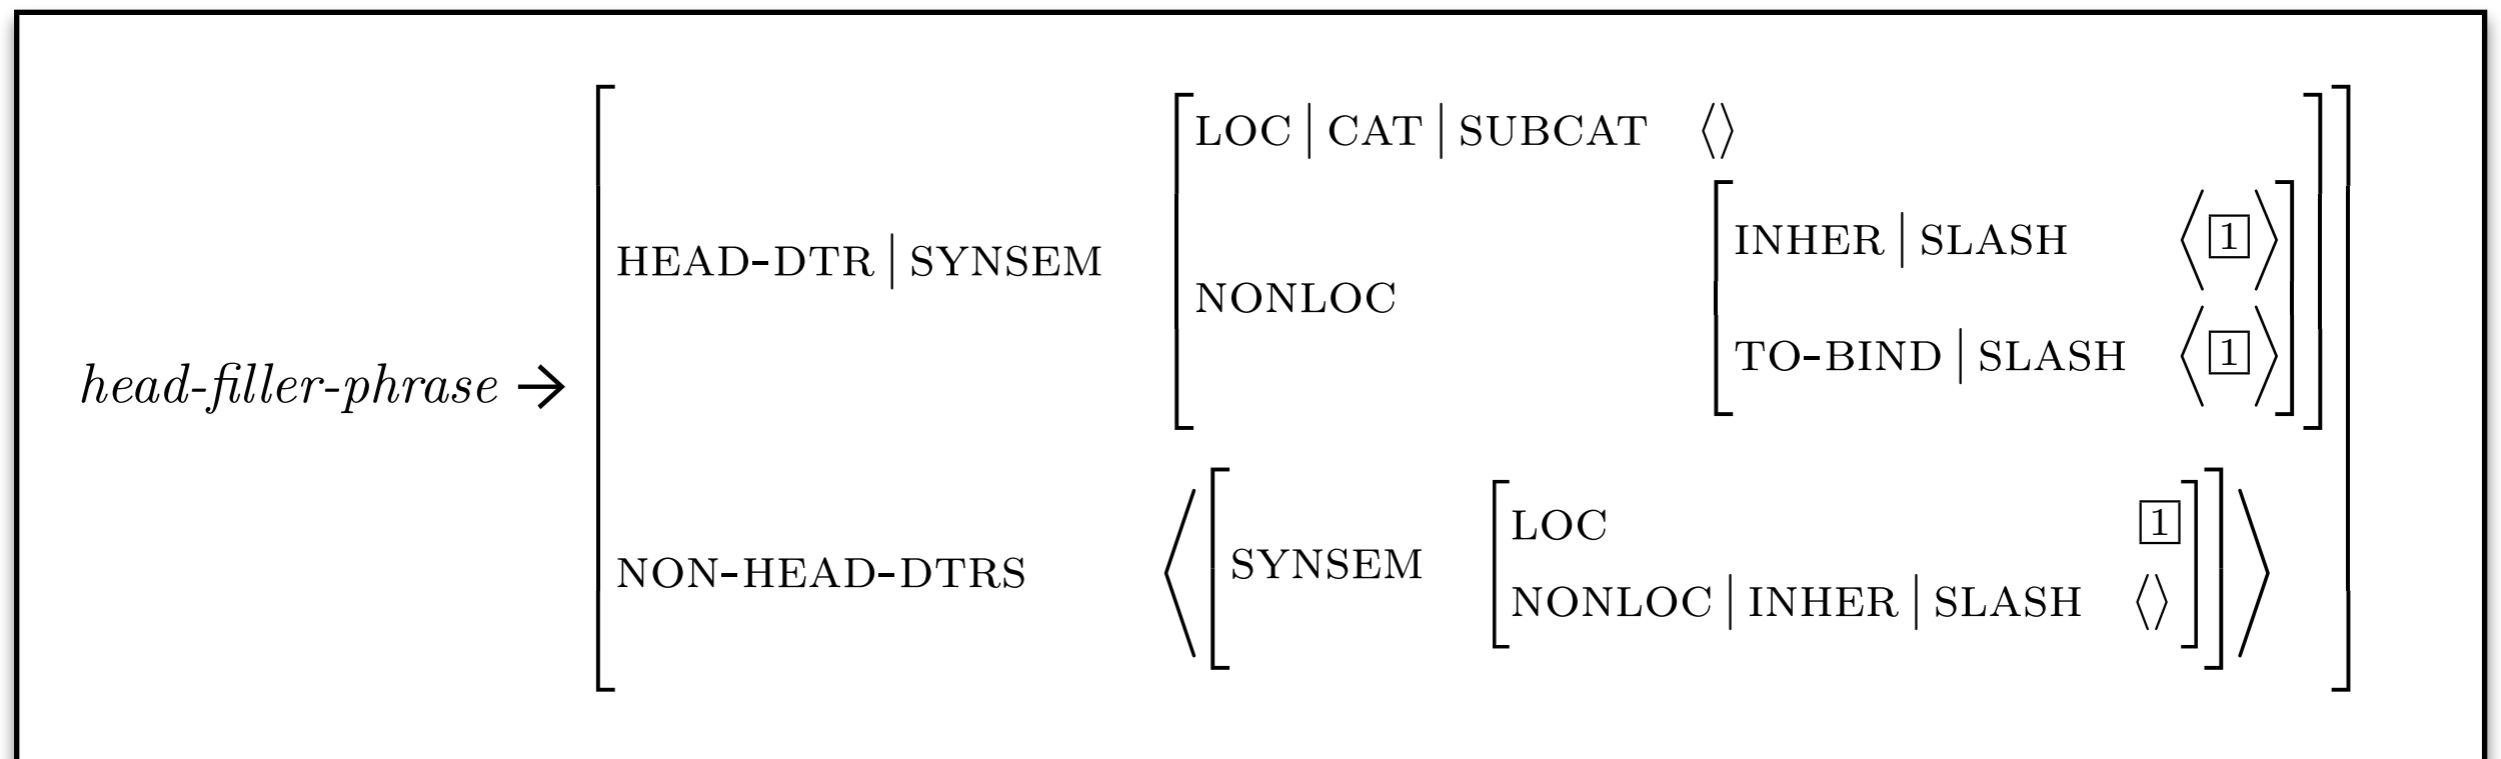 LOC | CAT | SUBCAT ⟨⟩
INHER | SLASH ⟨1⟩
HEAD-DTR | SYNSEM
NONLOC
TO-BIND | SLASH ⟨1⟩
head-filler-phrase →
LOC 1
SYNSEM
NON-HEAD-DTRS
NONLOC | INHER | SLASH ⟨⟩